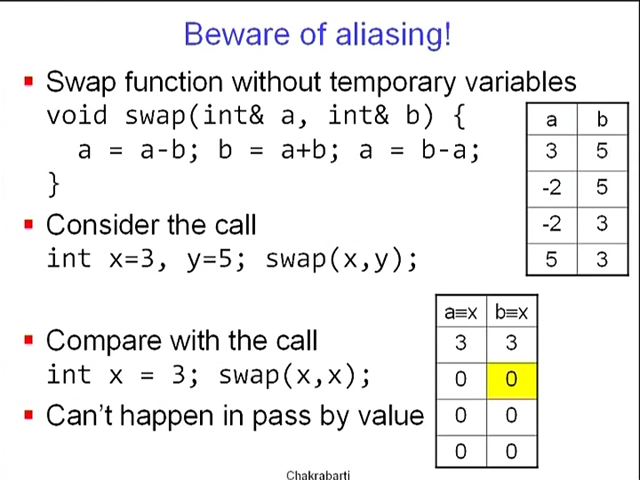 Beware of aliasing!
Swap function without temporary variables
void swap(int& a, int& b) {
a = a-b; b = a+b; a = b-a;
}
a b
3 5
-2 5
-2 3
5 3
Consider the call
int x=3, y=5; swap(x,y);
Compare with the call
int x = 3; swap(x,x);
Can't happen in pass by value
a≡x b≡x
3 3
0 0
0 0
0 0
Chakrabarti